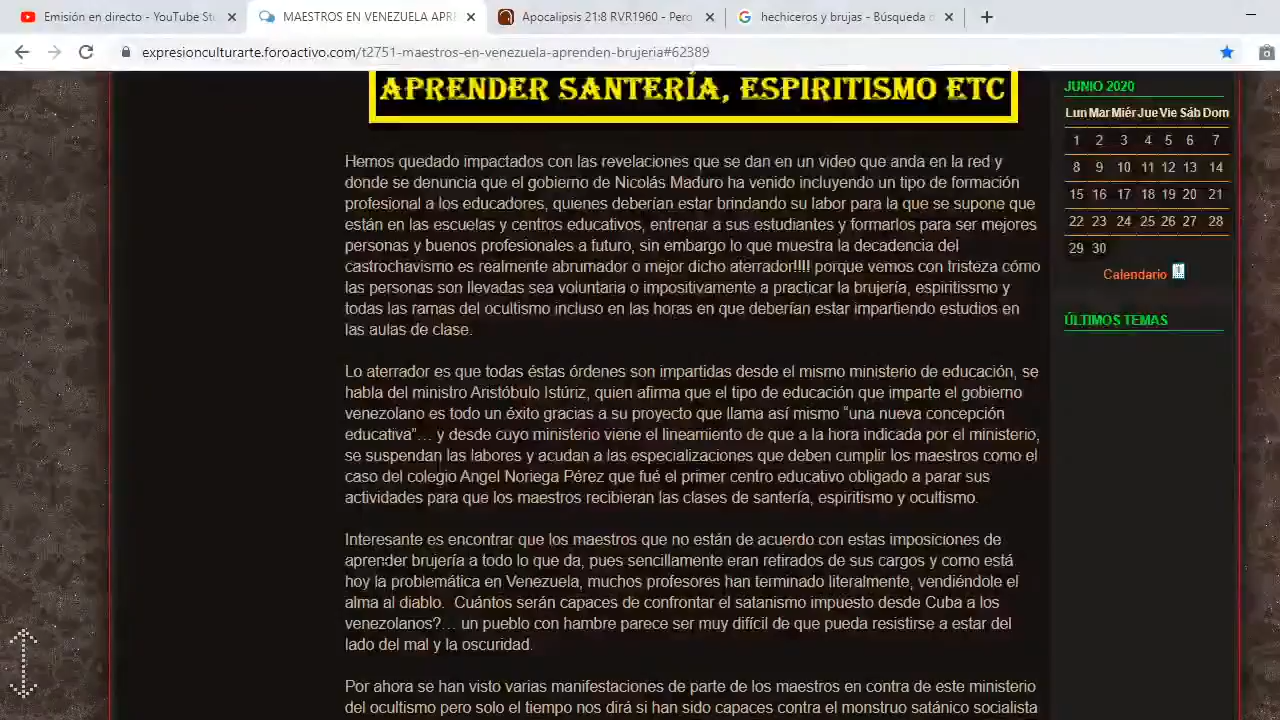 Emisión en directo - YouTube St
MAESTROS EN VENEZUELA APRE
Apocalipsis 21:8 RVR1960 - Pero
hechiceros y brujas - Búsqueda d
expresionculturarte.foroactivo.com/t2751-maestros-en-venezuela-aprenden-brujeria#62389
APRENDER SANTERÍA, ESPIRITISMO ETC
Hemos quedado impactados con las revelaciones que se dan en un video que anda en la red y
donde se denuncia que el gobierno de Nicolás Maduro ha venido incluyendo un tipo de formación
profesional a los educadores, quienes deberían estar brindando su labor para la que se supone que
están en las escuelas y centros educativos, entrenar a sus estudiantes y formarlos para ser mejores
personas y buenos profesionales a futuro, sin embargo lo que muestra la decadencia del
castrochavismo es realmente abrumador o mejor dicho aterrador!!!! porque vemos con tristeza cómo
las personas son llevadas sea voluntaria o impositivamente a practicar la brujería, espiritissmo y
todas las ramas del ocultismo incluso en las horas en que deberían estar impartiendo estudios en
las aulas de clase.
Lo aterrador es que todas éstas órdenes son impartidas desde el mismo ministerio de educación, se
habla del ministro Aristóbulo Istúriz, quien afirma que el tipo de educación que imparte el gobierno
venezolano es todo un éxito gracias a su proyecto que llama así mismo “una nueva concepción
educativa”… y desde cuyo ministerio viene el lineamiento de que a la hora indicada por el ministerio,
se suspendan las labores y acudan a las especializaciones que deben cumplir los maestros como el
caso del colegio Angel Noriega Pérez que fué el primer centro educativo obligado a parar sus
actividades para que los maestros recibieran las clases de santería, espiritismo y ocultismo.
Interesante es encontrar que los maestros que no están de acuerdo con estas imposiciones de
aprender brujería a todo lo que da, pues sencillamente eran retirados de sus cargos y como está
hoy la problemática en Venezuela, muchos profesores han terminado literalmente, vendiéndole el
alma al diablo. Cuántos serán capaces de confrontar el satanismo impuesto desde Cuba a los
venezolanos?… un pueblo con hambre parece ser muy difícil de que pueda resistirse a estar del
lado del mal y la oscuridad.
Por ahora se han visto varias manifestaciones de parte de los maestros en contra de este ministerio
del ocultismo pero solo el tiempo nos dirá si han sido capaces contra el monstruo satánico socialista
JUNIO 2020
Lun Mar Miér Jue Vie Sáb Dom
1 2 3 4 5 6 7
8 9 10 11 12 13 14
15 16 17 18 19 20 21
22 23 24 25 26 27 28
29 30
Calendario
ÚLTIMOS TEMAS